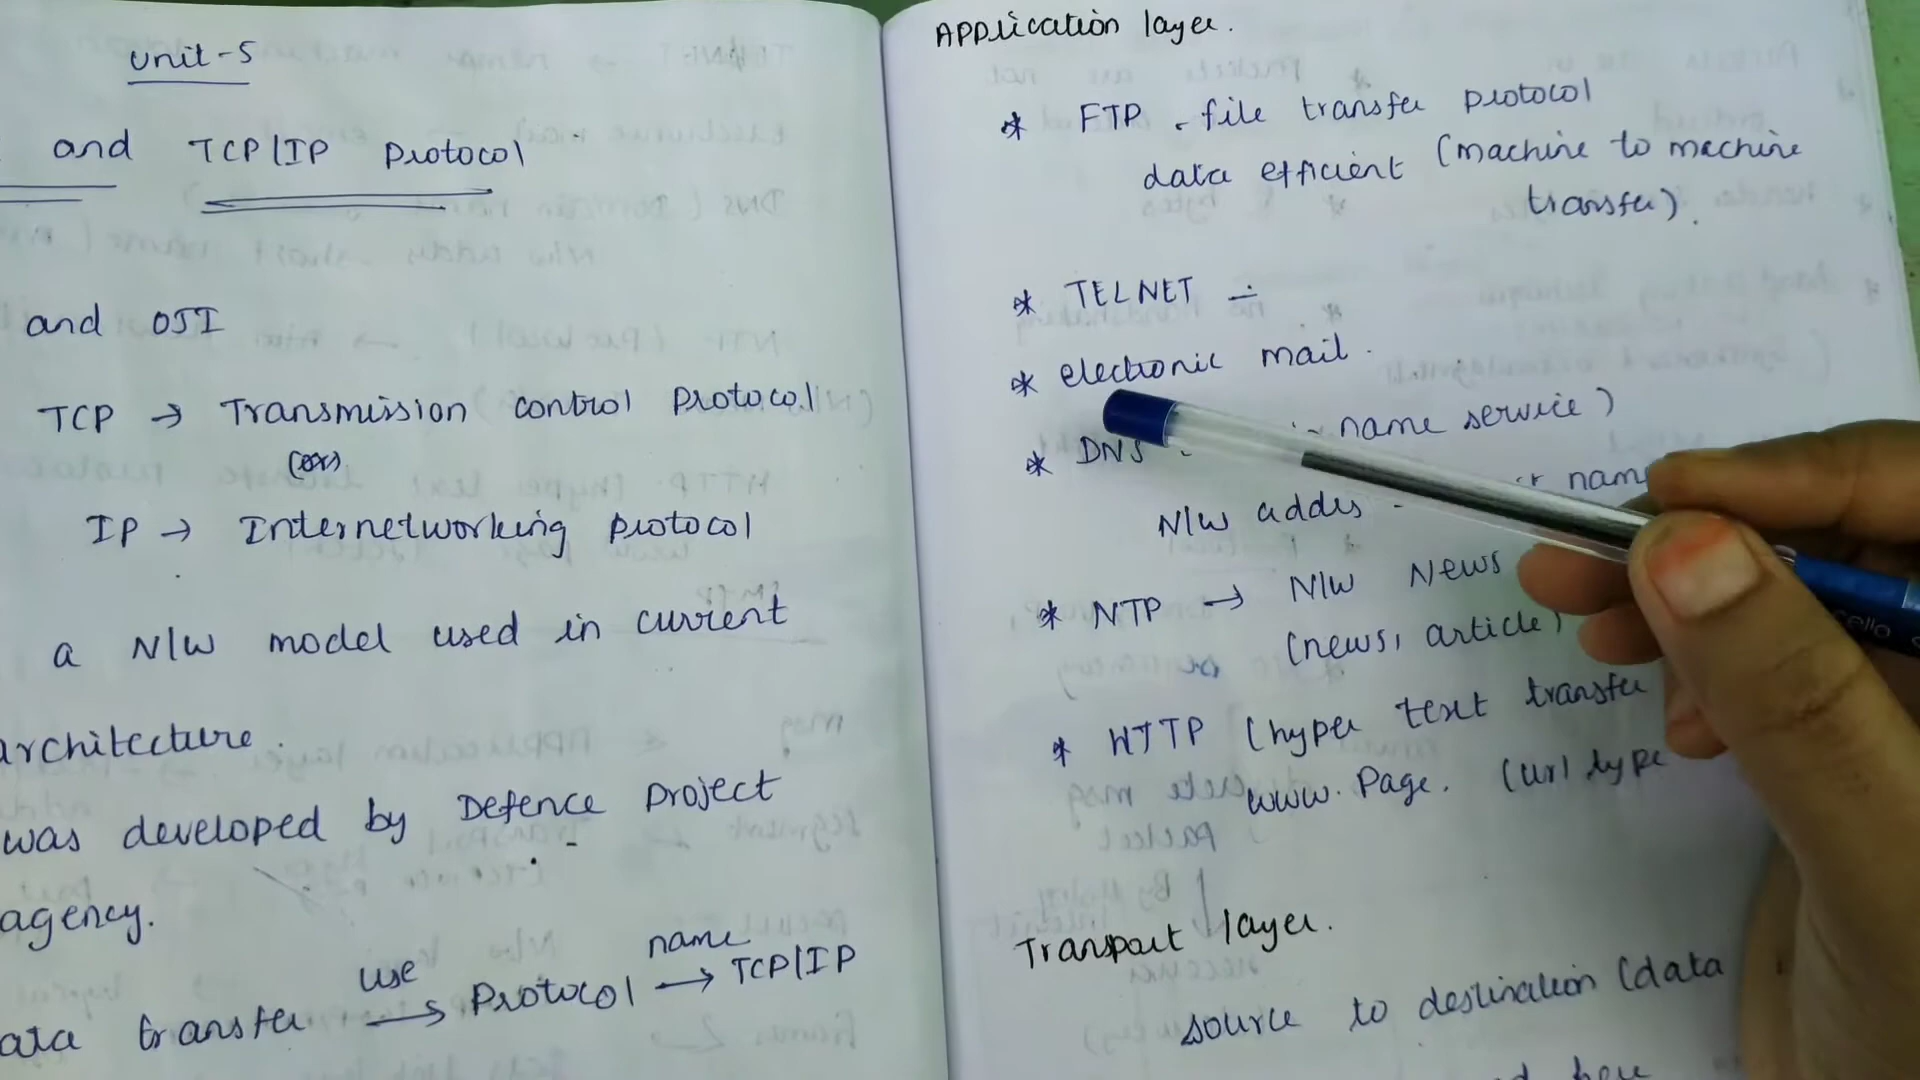 Unit-5
and TCP/IP Protocol
and OSI
TCP → Transmission control Protocol
(or)
IP → Internetworking protocol
a N/W model used in current
architecture.
was developed by Defence project
agency.
use name
ata transfer → Protocol → TCP/IP
Application layer.
* FTP - file transfer protocol
data efficient (machine to machine
transfer).
* TELNET ÷
* electronic mail.
* DNS name service)
name
N/W addrs -
* NTP → N/W News
(news, article)
* HTTP (hyper text transfer
www. Page. (url type
Transport layer.
source to destination (data
cello